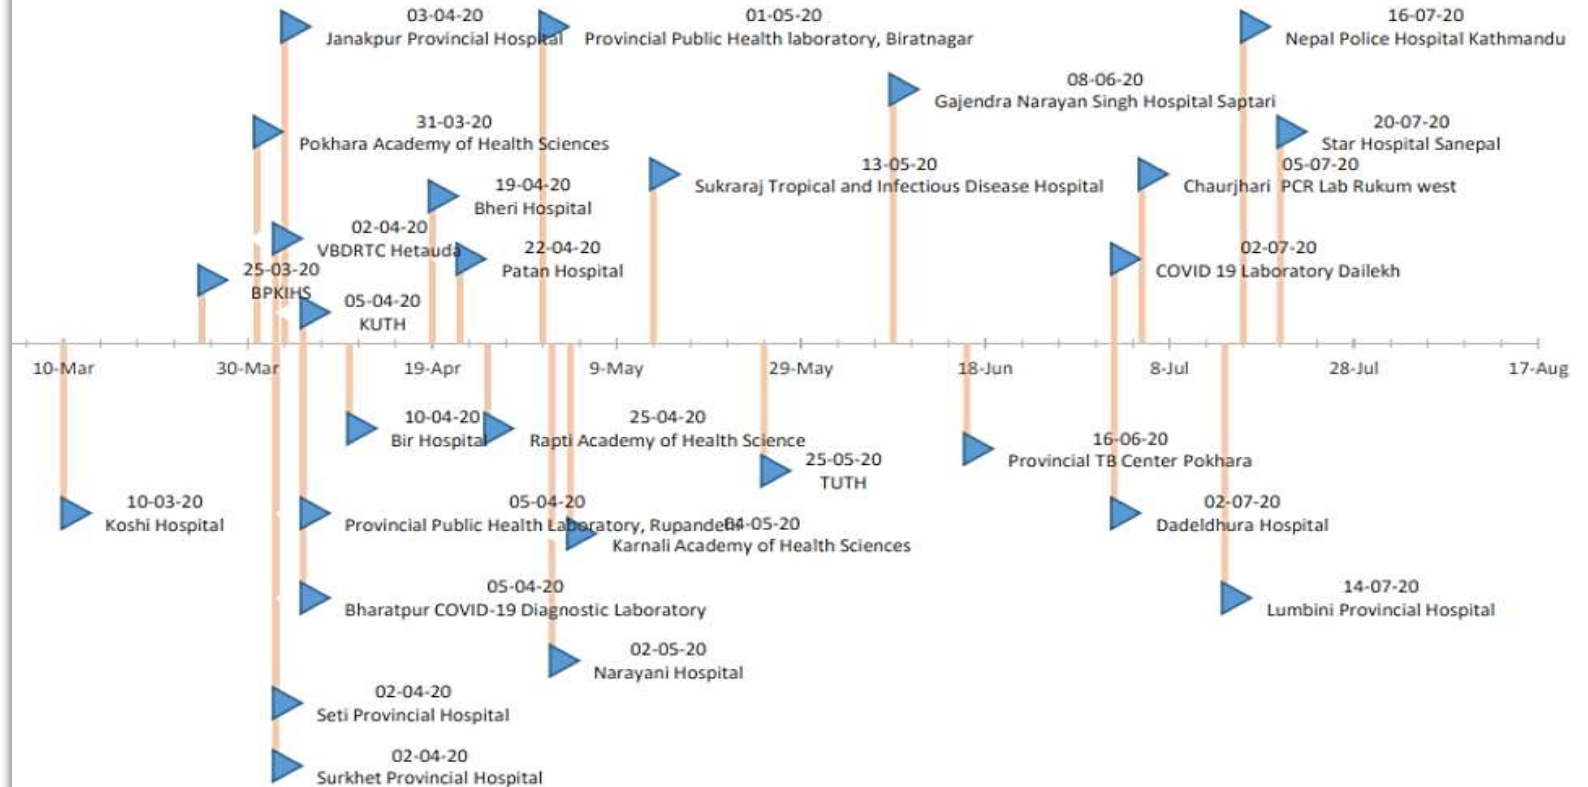 03-04-20
Janakpur Provincial Hospital
01-05-20
Provincial Public Health laboratory, Biratnagar
16-07-20
Nepal Police Hospital Kathmandu
08-06-20
Gajendra Narayan Singh Hospital Saptari
31-03-20
Pokhara Academy of Health Sciences
20-07-20
Star Hospital Sanepal
13-05-20
Sukraraj Tropical and Infectious Disease Hospital
05-07-20
Chaurjhari PCR Lab Rukum west
19-04-20
Bheri Hospital
02-04-20
VBDRTC Hetauda
22-04-20
Patan Hospital
02-07-20
COVID 19 Laboratory Dailekh
25-03-20
BPKIHS
05-04-20
KUTH
10-Mar 30-Mar 19-Apr 9-May 29-May 18-Jun 8-Jul 28-Jul 17-Aug
10-04-20
Bir Hospital
25-04-20
Rapti Academy of Health Science
16-06-20
Provincial TB Center Pokhara
25-05-20
TUTH
10-03-20
Koshi Hospital
05-04-20
Provincial Public Health Laboratory, Rupandehi
04-05-20
Karnali Academy of Health Sciences
02-07-20
Dadeldhura Hospital
05-04-20
Bharatpur COVID-19 Diagnostic Laboratory
14-07-20
Lumbini Provincial Hospital
02-05-20
Narayani Hospital
02-04-20
Seti Provincial Hospital
02-04-20
Surkhet Provincial Hospital